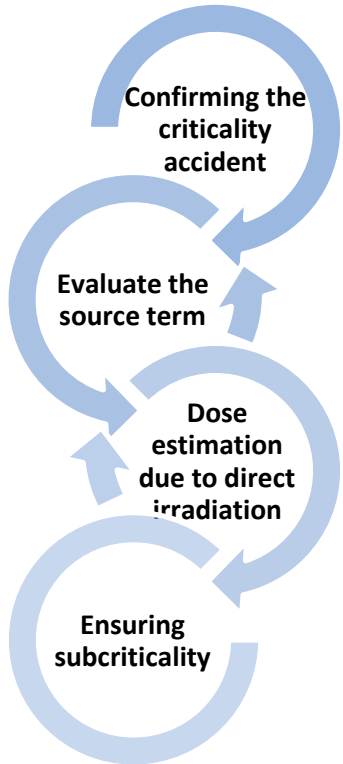 Confirming the
criticality
accident
Evaluate the
source term
Dose
estimation
due to direct
irradiation
Ensuring
subcriticality